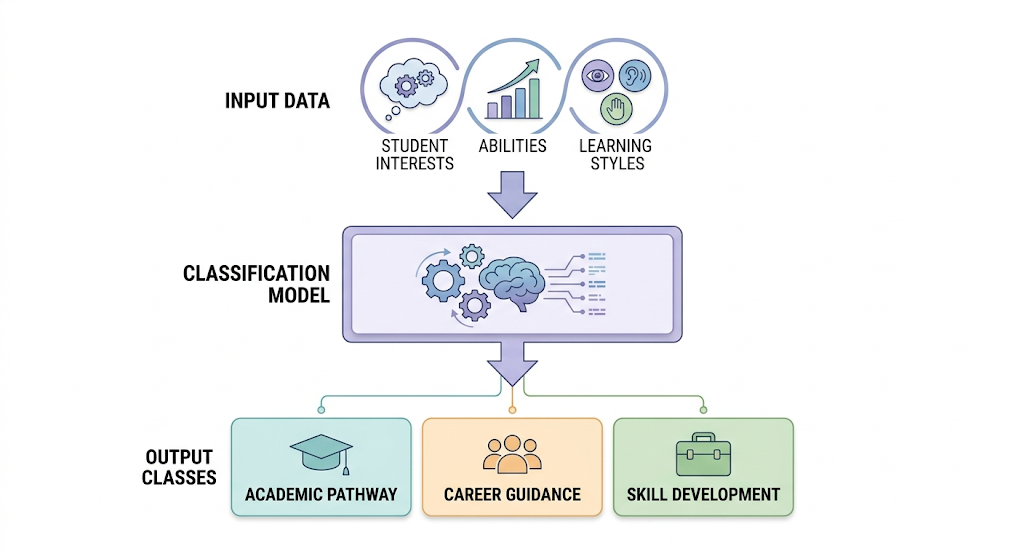 INPUT DATA
STUDENT
INTERESTS
ABILITIES
LEARNING
STYLES
CLASSIFICATION
MODEL
OUTPUT
CLASSES
ACADEMIC PATHWAY
CAREER GUIDANCE
SKILL DEVELOPMENT